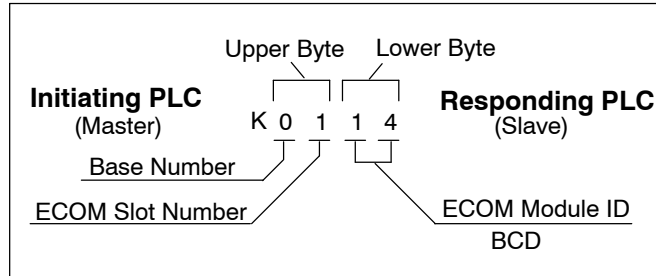 Upper Byte Lower Byte
Initiating PLC
(Master)
K 0 1 1 4
Responding PLC
(Slave)
Base Number
ECOM Slot Number
ECOM Module ID
BCD